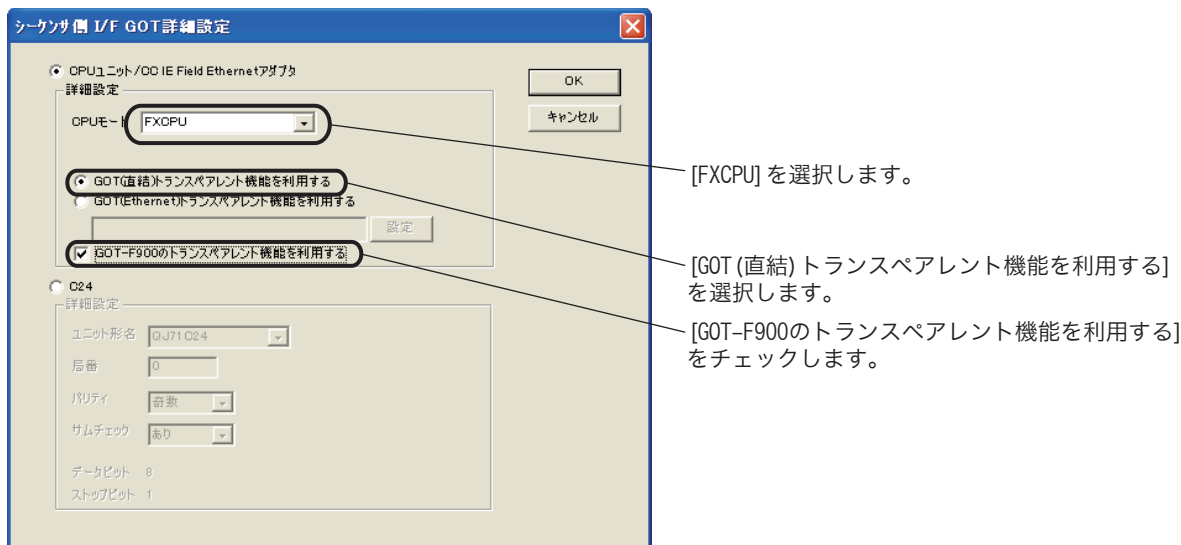 シーケンサ側 I/F GOT詳細設定
CPUユニット/CC IE Field Ethernetアダプタ
詳細設定
CPUモード
FXCPU
GOT(直結)トランスペアレント機能を利用する
GOT(Ethernet)トランスペアレント機能を利用する
設定
GOT-F900のトランスペアレント機能を利用する
C24
詳細設定
ユニット形名 QJ71C24
局番 0
パリティ 奇数
サムチェック あり
データビット 8
ストップビット 1
OK
キャンセル
[FXCPU]を選択します。
[GOT(直結)トランスペアレント機能を利用する]
を選択します。
[GOT-F900のトランスペアレント機能を利用する]
をチェックします。